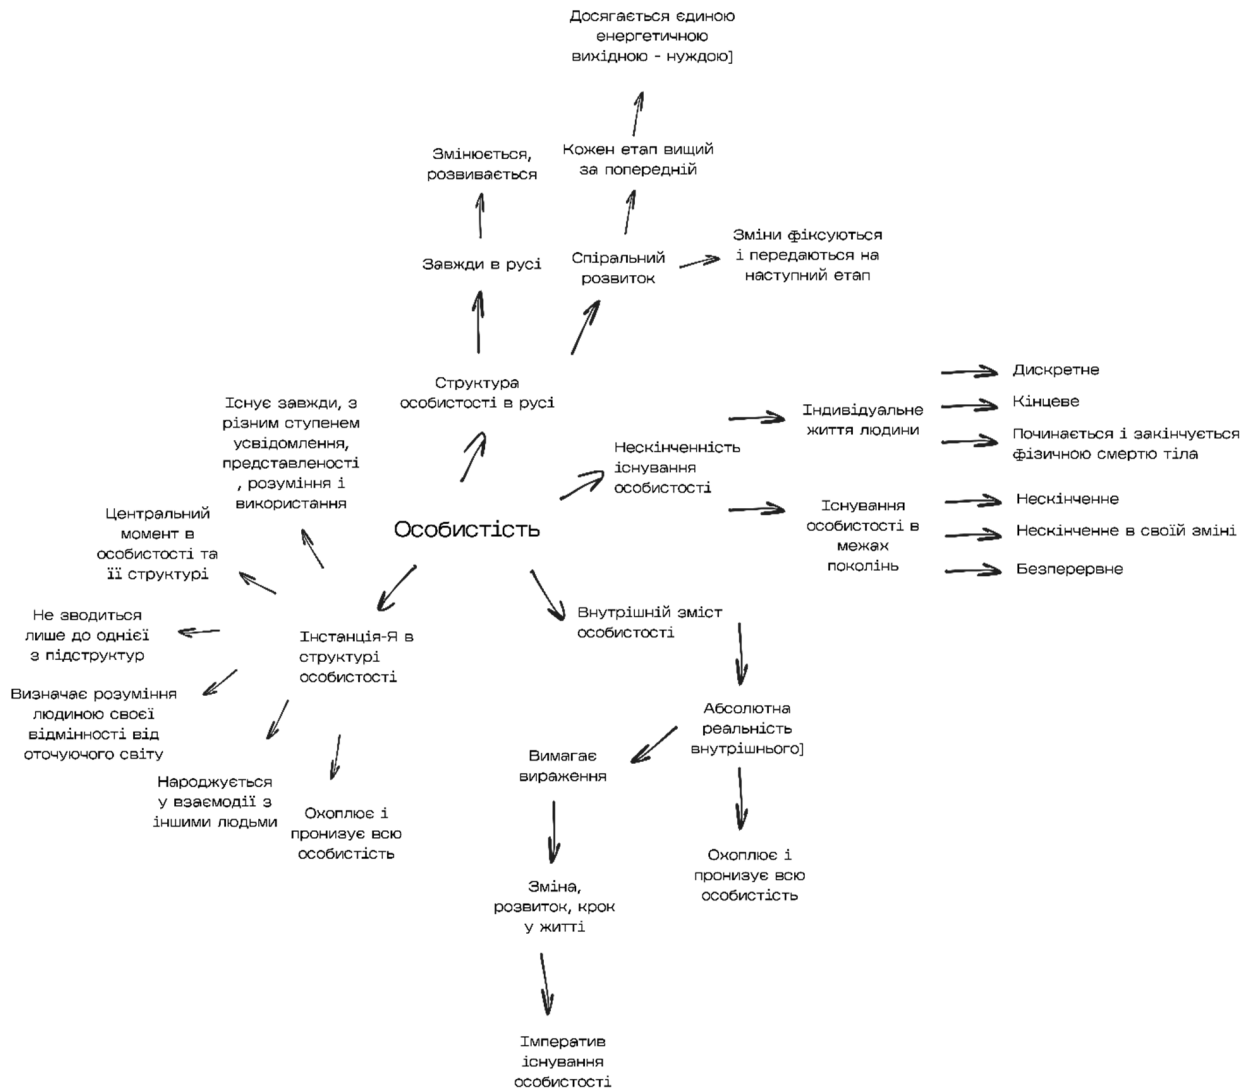 Досягається єдиною
енергетичною
вихідною - нуждою]
Змінюється,
розвивається
Кожен етап вищий
за попередній
Завжди в русі
Спіральний
розвиток
Зміни фіксуються
і передаються на
наступний етап
Структура
особистості в русі
Існує завжди, з
різним ступенем
усвідомлення,
представленості
, розуміння і
використання
Нескінченність
існування
особистості
Індивідуальне
життя людини
Дискретне
Кінцеве
Починається і закінчується
фізичною смертю тіла
Існування
особистості в
межах
поколінь
Нескінченне
Нескінченне в своїй зміні
Безперервне
Особистість
Центральний
момент в
особистості та
її структурі
Не зводиться
лише до однієї
з підструктур
Інстанція-Я в
структурі
особистості
Визначає розуміння
людиною своєї
відмінності від
оточуючого світу
Народжується
у взаємодії з
іншими людьми
Охоплює і
пронизує всю
особистість
Внутрішній зміст
особистості
Абсолютна
реальність
внутрішнього]
Вимагає
вираження
Охоплює і
пронизує всю
особистість
Зміна,
розвиток, крок
у житті
Імператив
існування
особистості